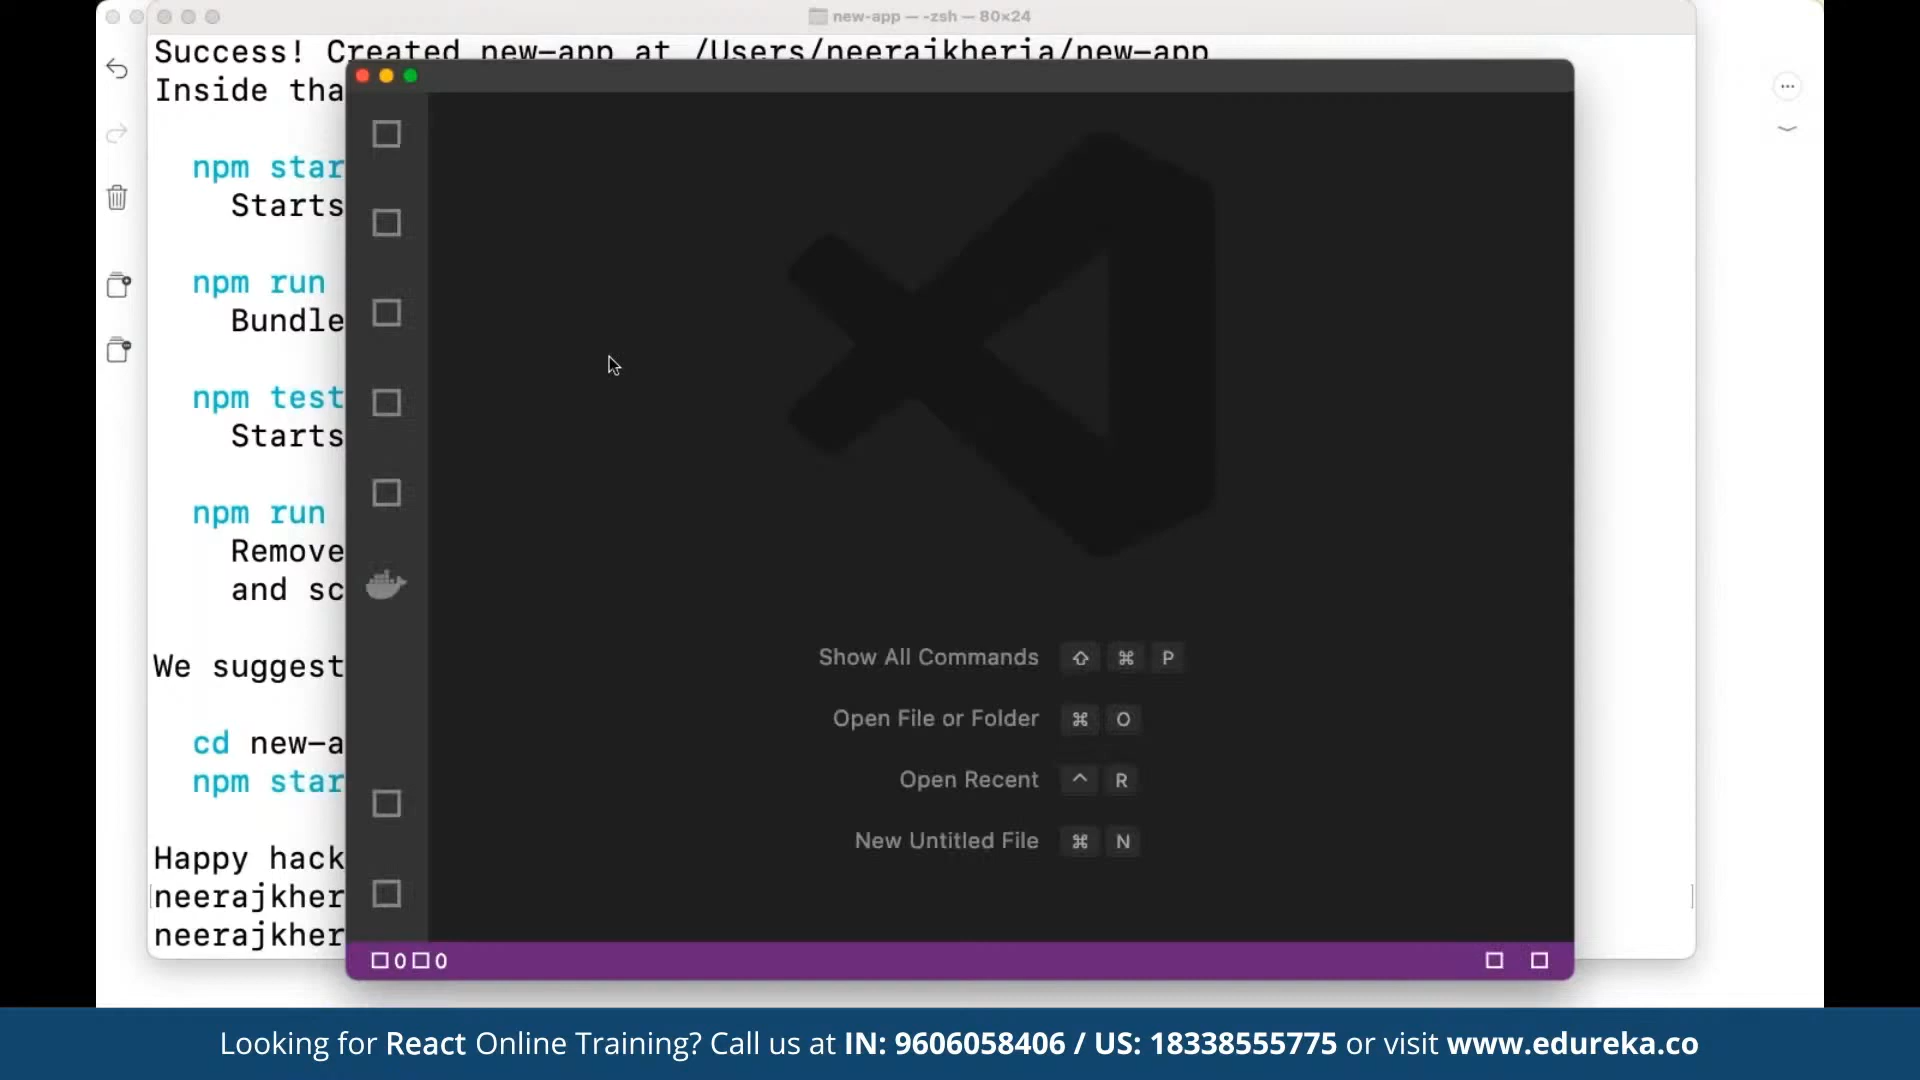 new-app — -zsh — 80×24
Success! Created new-app at /Users/neerajkheria/new-app
Inside tha
npm star
Starts
npm run
Bundle
npm test
Starts
npm run
Remove
and sc
We suggest
cd new-a
npm star
Happy hack
neerajkher
neerajkher
Show All Commands ⇧ ⌘ P
Open File or Folder ⌘ O
Open Recent ^ R
New Untitled File ⌘ N
0 0
Looking for React Online Training? Call us at IN: 9606058406 / US: 18338555775 or visit www.edureka.co